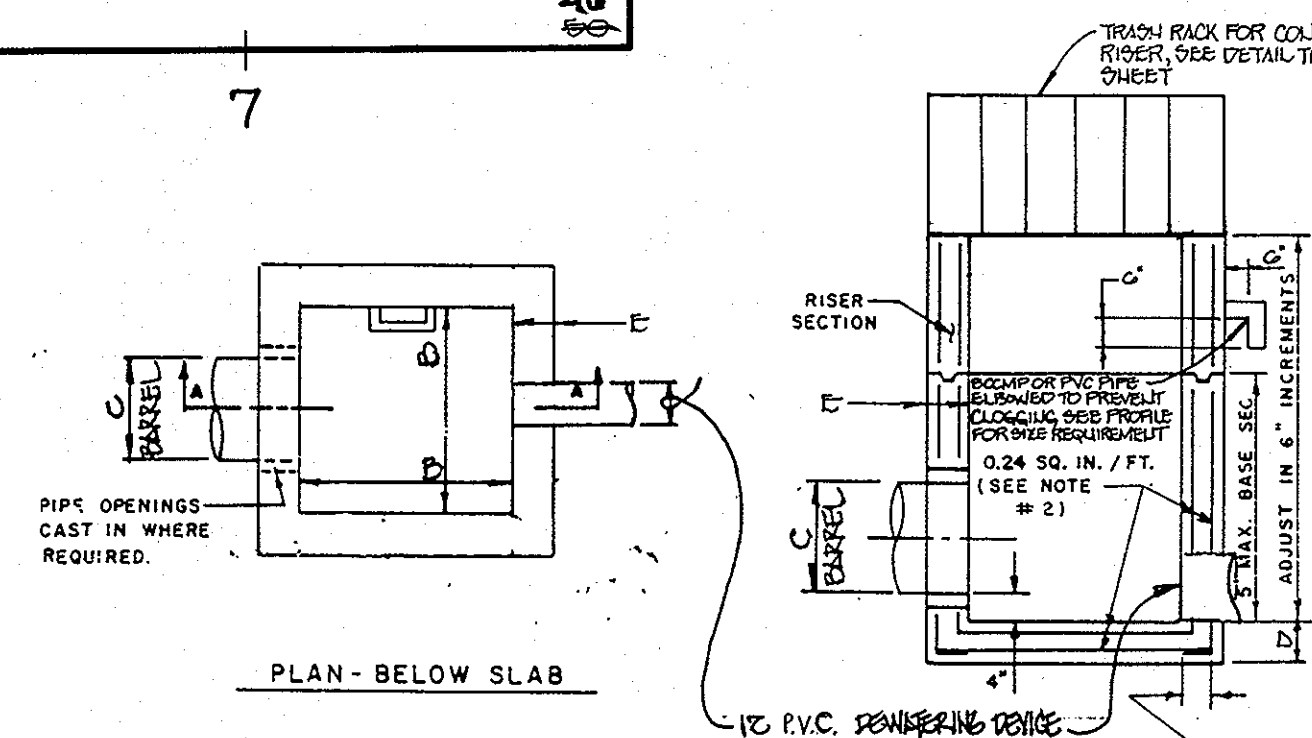 50
7
TRASH RACK FOR CON
RISER, SEE DETAIL TH
SHEET
RISER
SECTION
6"
6"
E
B
A
A
C
BARREL
B
PIPE OPENINGS
CAST IN WHERE
REQUIRED.
PLAN - BELOW SLAB
E
OR PVC PIPE
ELBOWED TO PREVENT
CLOGGING, SEE PROFILE
FOR SIZE REQUIREMENT
0.24 SQ. IN. / FT.
(SEE NOTE
# 2)
C
BARREL
5' MAX. BASE SEC.
ADJUST IN 6" INCREMENTS
D
4"
P.V.C. DEWATERING DEVICE